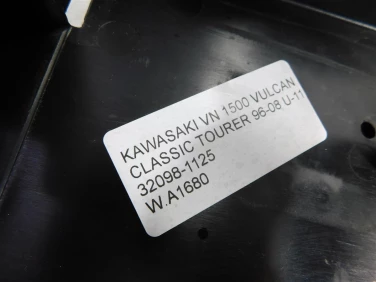 KAWASAKI VN 1500 VULCAN
CLASSIC TOURER 96-08 U-11
32098-1125
W.A1680